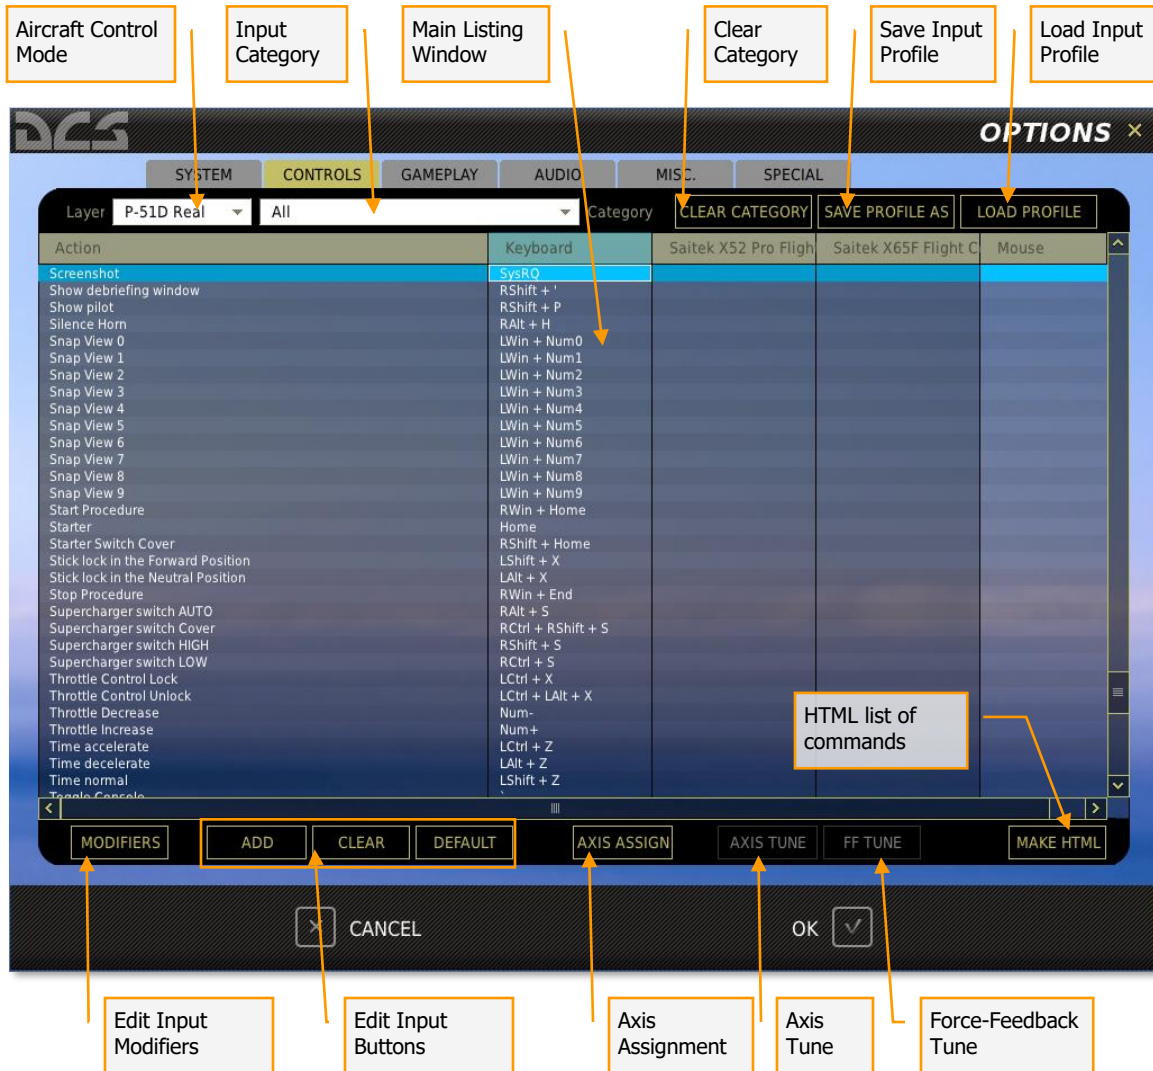 Aircraft Control
Mode
Input
Category
Main Listing
Window
Clear
Category
Save Input
Profile
Load Input
Profile
DCS
OPTIONS
SYSTEM CONTROLS GAMEPLAY AUDIO MISC. SPECIAL
Layer P-51D Real All Category CLEAR CATEGORY SAVE PROFILE AS LOAD PROFILE
Action Keyboard Saitek X52 Pro Fligh Saitek X65F Flight C Mouse
Screenshot SysRQ
Show debriefing window RShift + '
Show pilot RShift + P
Silence Horn RAlt + H
Snap View 0 LWin + Num0
Snap View 1 LWin + Num1
Snap View 2 LWin + Num2
Snap View 3 LWin + Num3
Snap View 4 LWin + Num4
Snap View 5 LWin + Num5
Snap View 6 LWin + Num6
Snap View 7 LWin + Num7
Snap View 8 LWin + Num8
Snap View 9 LWin + Num9
Start Procedure RWin + Home
Starter Home
Starter Switch Cover RShift + Home
Stick lock in the Forward Position LShift + X
Stick lock in the Neutral Position LAlt + X
Stop Procedure RWin + End
Supercharger switch AUTO RAlt + S
Supercharger switch Cover RCtrl + RShift + S
Supercharger switch HIGH RShift + S
Supercharger switch LOW RCtrl + S
Throttle Control Lock LCtrl + X
Throttle Control Unlock LCtrl + LAlt + X
Throttle Decrease Num-
Throttle Increase Num+
Time accelerate LCtrl + Z
Time decelerate LAlt + Z
Time normal LShift + Z
Toggle Console `
HTML list of
commands
MODIFIERS ADD CLEAR DEFAULT AXIS ASSIGN AXIS TUNE FF TUNE MAKE HTML
CANCEL OK
Edit Input
Modifiers
Edit Input
Buttons
Axis
Assignment
Axis
Tune
Force-Feedback
Tune